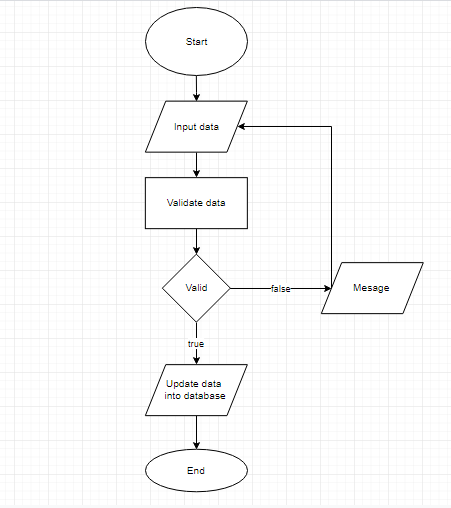 Start
Input data
Validate data
Valid
false
Mesage
true
Update data
into database
End